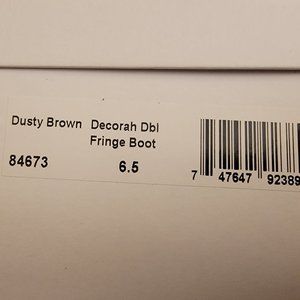 Dusty Brown Decorah Dbl
Fringe Boot
84673 6.5
7 47647 92389